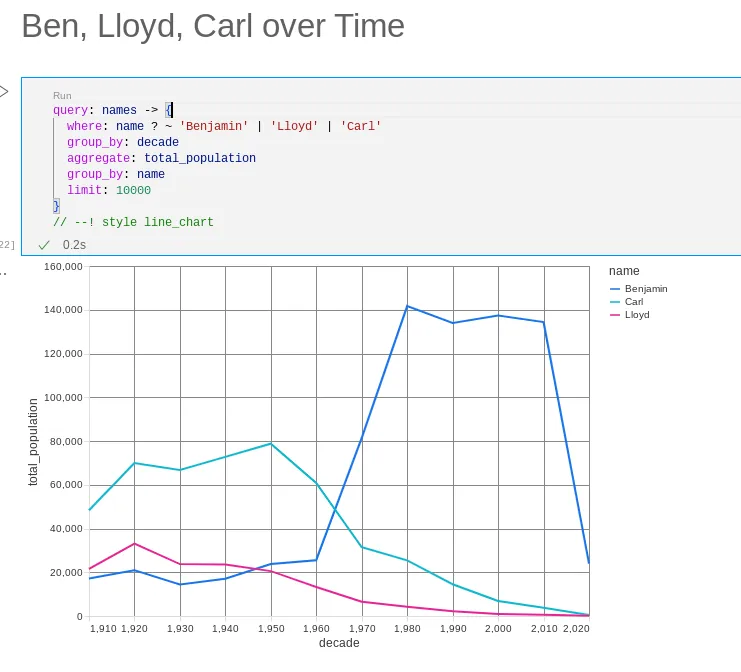 Ben, Lloyd, Carl over Time
Run
query: names -> {
where: name ? ~ 'Benjamin' | 'Lloyd' | 'Carl'
group_by: decade
aggregate: total_population
group_by: name
limit: 10000
}
// --! style line_chart
22]
0.2s
160,000
140,000
120,000
100,000
80,000
60,000
40,000
20,000
0
total_population
1,910 1,920 1,930 1,940 1,950 1,960 1,970 1,980 1,990 2,000 2,010 2,020
decade
name
Benjamin
Carl
Lloyd